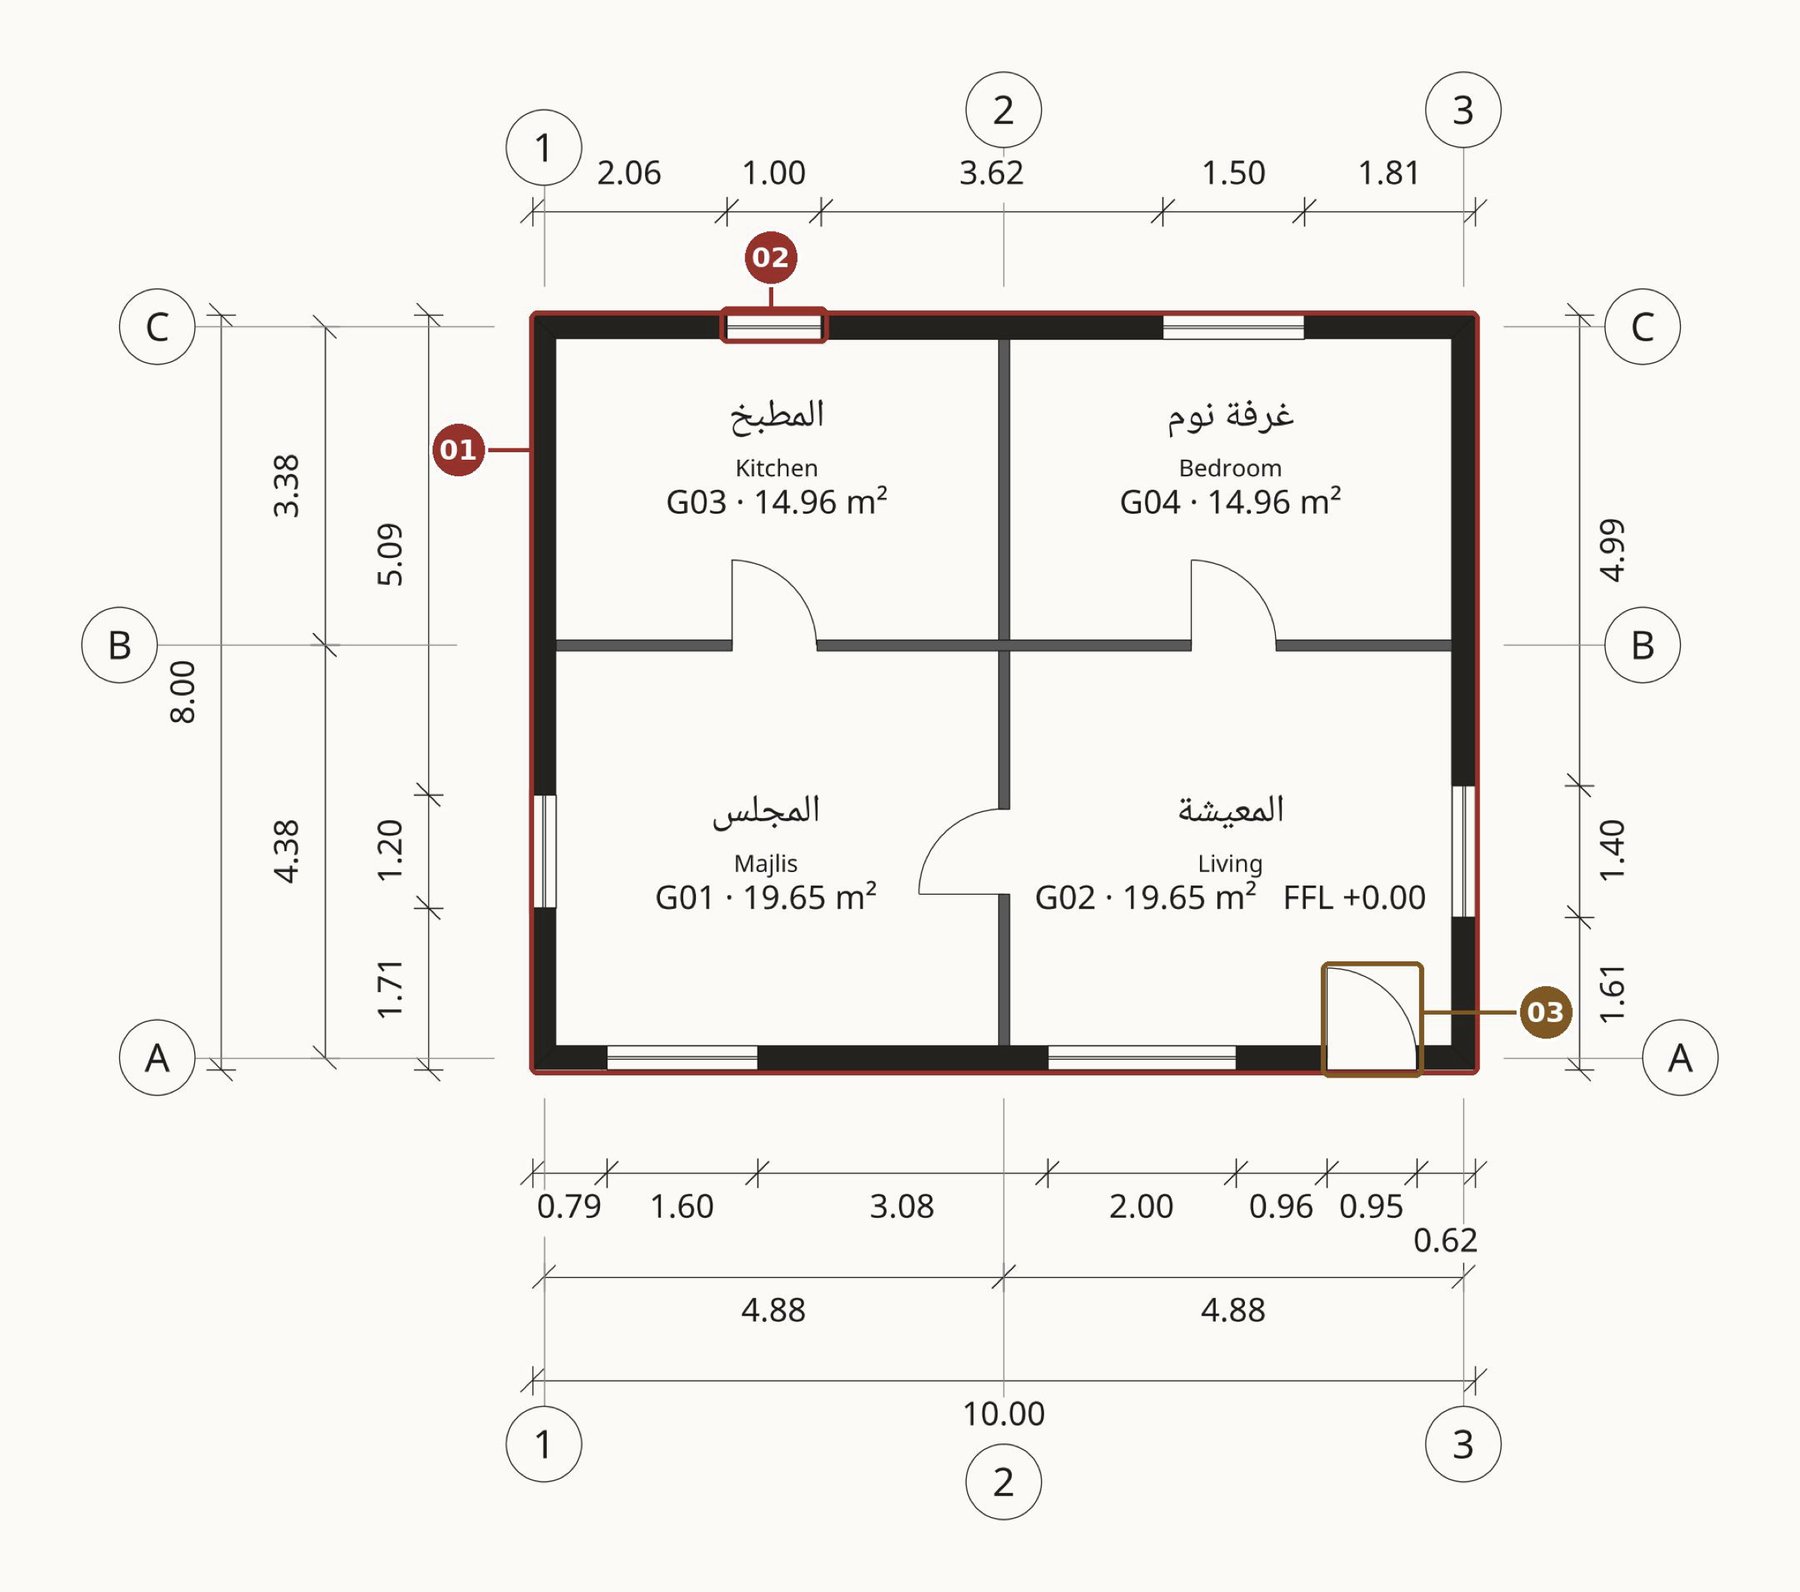 1
2
3
2.06
1.00
3.62
1.50
1.81
02
C
C
01
المطبخ
Kitchen
G03 · 14.96 m²
غرفة نوم
Bedroom
G04 · 14.96 m²
3.38
5.09
4.99
B
B
8.00
المجلس
Majlis
G01 · 19.65 m²
المعيشة
Living
G02 · 19.65 m² FFL +0.00
4.38
1.20
1.40
1.71
1.61
03
A
A
0.79
1.60
3.08
2.00
0.96
0.95
0.62
4.88
4.88
10.00
1
2
3